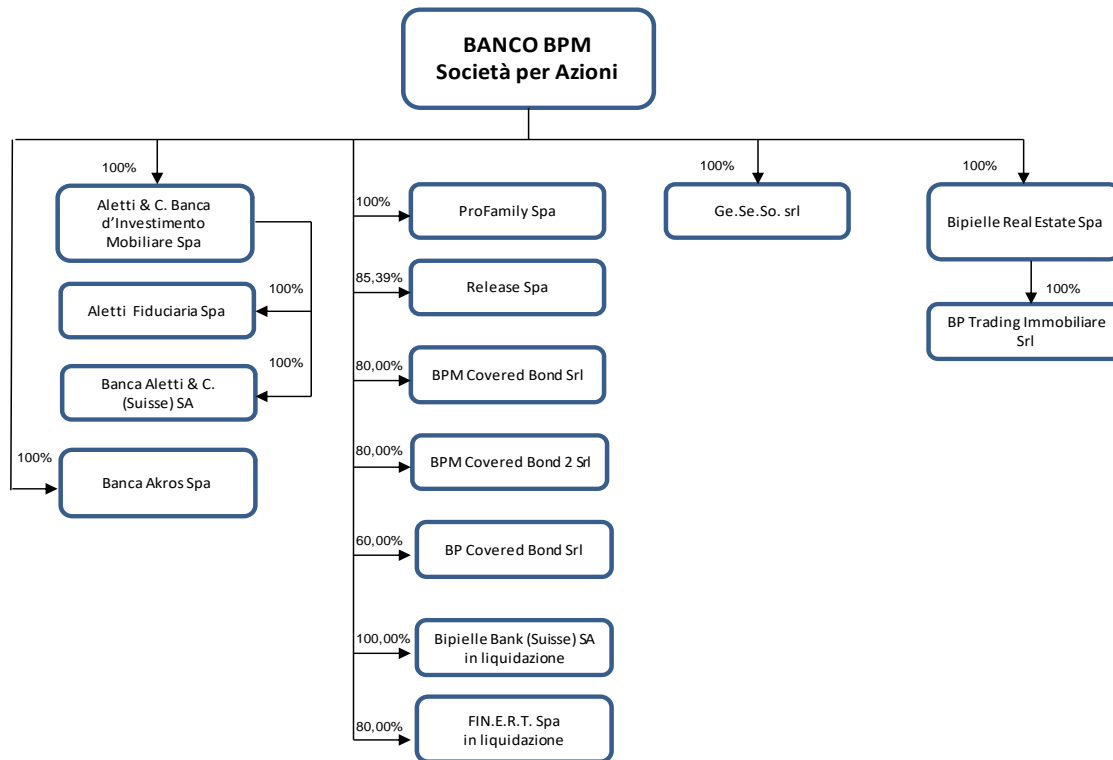 BANCO BPM
Società per Azioni
100%
Aletti & C. Banca
d'Investimento
Mobiliare Spa
100%
Aletti Fiduciaria Spa
100%
Banca Aletti & C.
(Suisse) SA
100%
Banca Akros Spa
100%
ProFamily Spa
85,39%
Release Spa
80,00%
BPM Covered Bond Srl
80,00%
BPM Covered Bond 2 Srl
60,00%
BP Covered Bond Srl
100,00%
Bipielle Bank (Suisse) SA
in liquidazione
80,00%
FIN.E.R.T. Spa
in liquidazione
100%
Ge.Se.So. srl
100%
Bipielle Real Estate Spa
100%
BP Trading Immobiliare
Srl